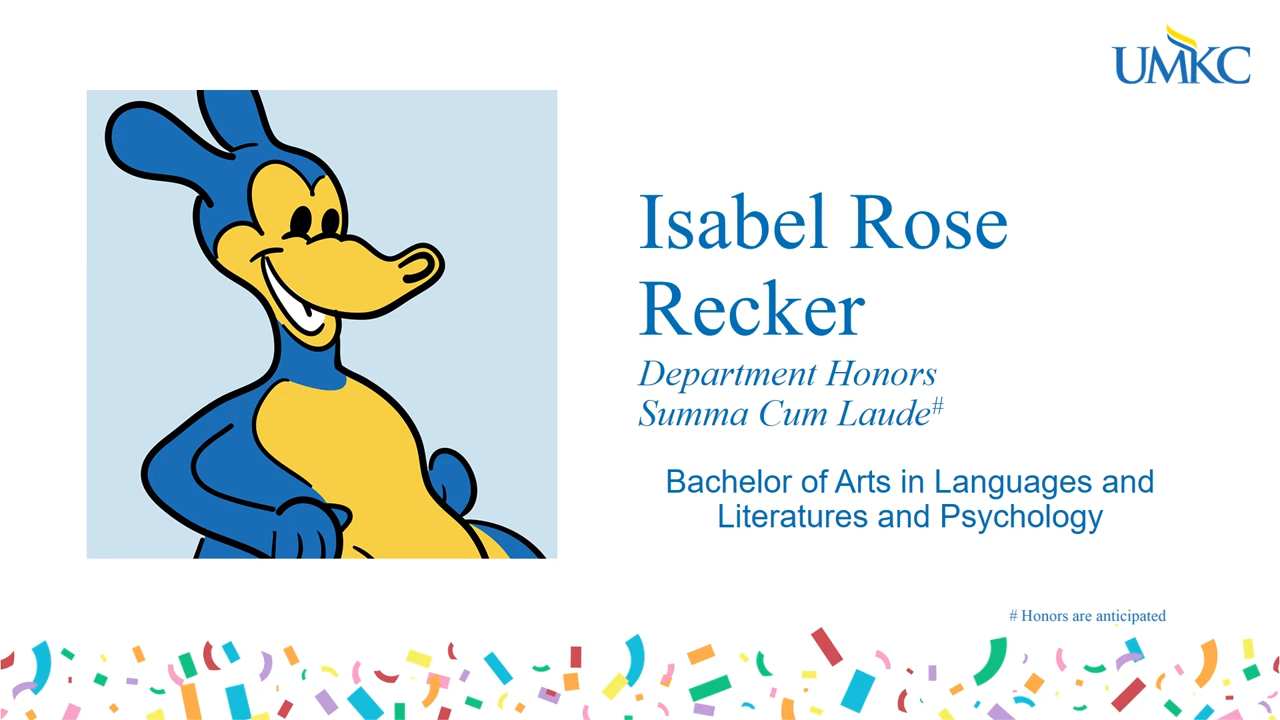 UMKC
Isabel Rose
Recker
Department Honors
Summa Cum Laude#
Bachelor of Arts in Languages and
Literatures and Psychology
# Honors are anticipated